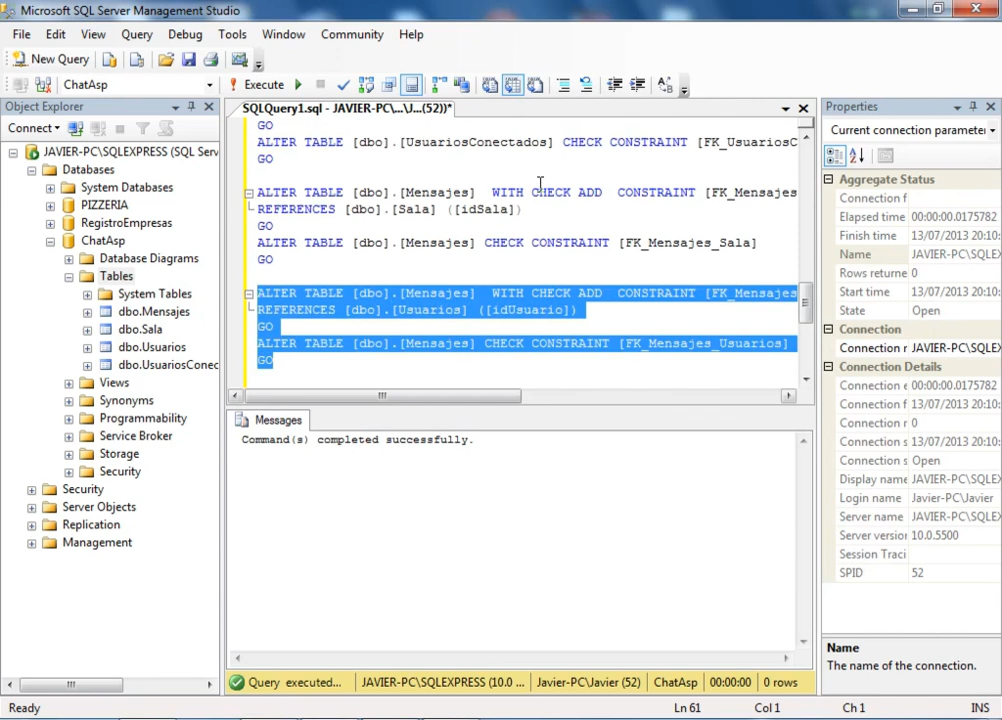 Microsoft SQL Server Management Studio
File Edit View Query Debug Tools Window Community Help
New Query
ChatAsp Execute
Object Explorer
Connect
JAVIER-PC\SQLEXPRESS (SQL Serv
Databases
System Databases
PIZZERIA
RegistroEmpresas
ChatAsp
Database Diagrams
Tables
System Tables
dbo.Mensajes
dbo.Sala
dbo.Usuarios
dbo.UsuariosConec
Views
Synonyms
Programmability
Service Broker
Storage
Security
Security
Server Objects
Replication
Management
SQLQuery1.sql - JAVIER-PC\...\J...(52))*
GO
ALTER TABLE [dbo].[UsuariosConectados] CHECK CONSTRAINT [FK_UsuariosC
GO
ALTER TABLE [dbo].[Mensajes]  WITH CHECK ADD  CONSTRAINT [FK_Mensajes
REFERENCES [dbo].[Sala] ([idSala])
GO
ALTER TABLE [dbo].[Mensajes] CHECK CONSTRAINT [FK_Mensajes_Sala]
GO
ALTER TABLE [dbo].[Mensajes]  WITH CHECK ADD  CONSTRAINT [FK_Mensajes
REFERENCES [dbo].[Usuarios] ([idUsuario])
GO
ALTER TABLE [dbo].[Mensajes] CHECK CONSTRAINT [FK_Mensajes_Usuarios]
GO
Messages
Command(s) completed successfully.
Query executed... JAVIER-PC\SQLEXPRESS (10.0 ... Javier-PC\Javier (52) ChatAsp 00:00:00 0 rows
Properties
Current connection paramete
Aggregate Status
Connection f
Elapsed time 00:00:00.0175782
Finish time 13/07/2013 20:10:
Name JAVIER-PC\SQLEX
Rows returne 0
Start time 13/07/2013 20:10:
State Open
Connection
Connection r JAVIER-PC\SQLEX
Connection Details
Connection e 00:00:00.0175782
Connection f 13/07/2013 20:10:
Connection r 0
Connection s 13/07/2013 20:10:
Connection s Open
Display name JAVIER-PC\SQLEX
Login name Javier-PC\Javier
Server name JAVIER-PC\SQLEX
Server version 10.0.5500
Session Traci
SPID 52
Name
The name of the connection.
Ready Ln 61 Col 1 Ch 1 INS